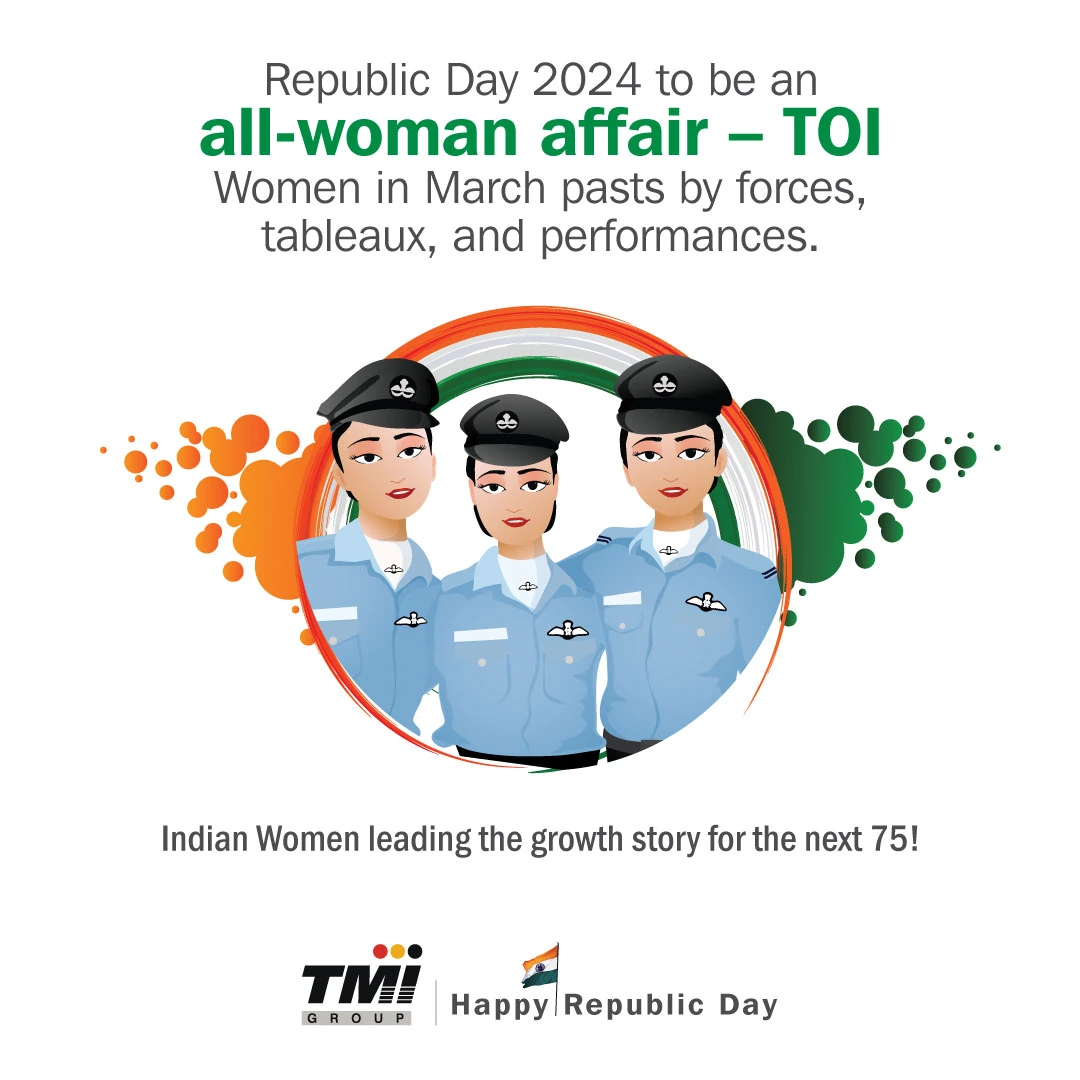 Republic Day 2024 to be an
all-woman affair – TOI
Women in March pasts by forces,
tableaux, and performances.
Indian Women leading the growth story for the next 75!
TMI
GROUP
Happy Republic Day